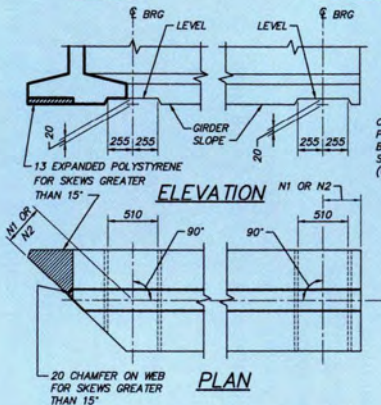 ℄ BRG
℄ BRG
LEVEL
LEVEL
GIRDER
SLOPE
20
255 255
20
255 255
13 EXPANDED POLYSTYRENE
FOR SKEWS GREATER
THAN 15°
ELEVATION
N1 OR N2
N1 OR
N2
510
510
90°
90°
20 CHAMFER ON WEB
FOR SKEWS GREATER
THAN 15°
PLAN